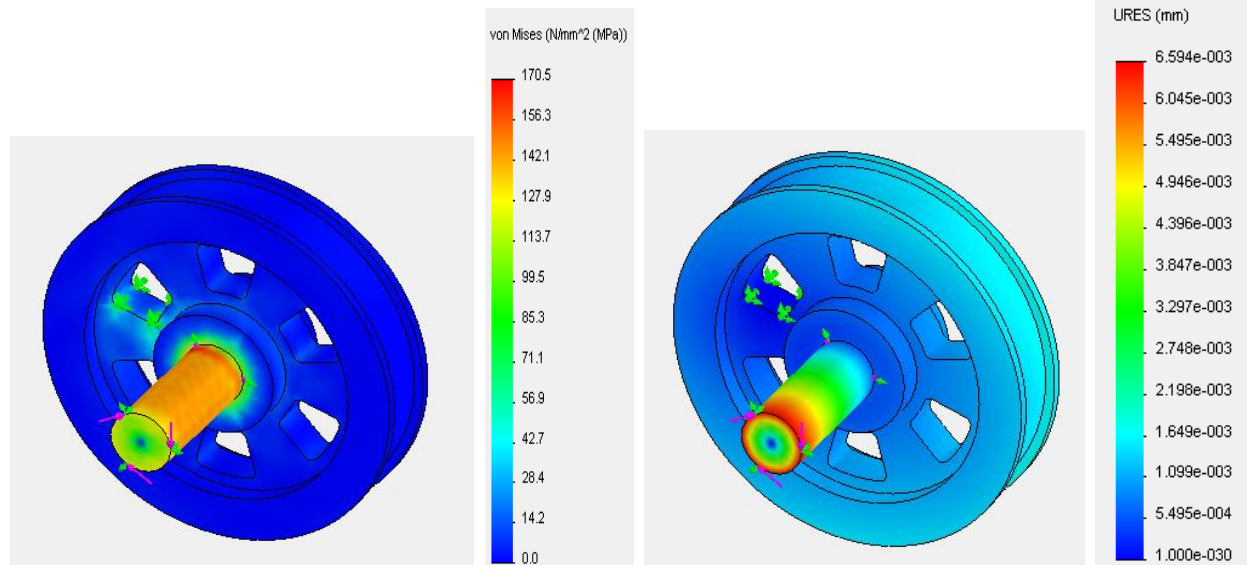 von Mises (N/mm^2 (MPa))
170.5
156.3
142.1
127.9
113.7
99.5
85.3
71.1
56.9
42.7
28.4
14.2
0.0
URES (mm)
6.594e-003
6.045e-003
5.495e-003
4.946e-003
4.396e-003
3.847e-003
3.297e-003
2.748e-003
2.198e-003
1.649e-003
1.099e-003
5.495e-004
1.000e-030